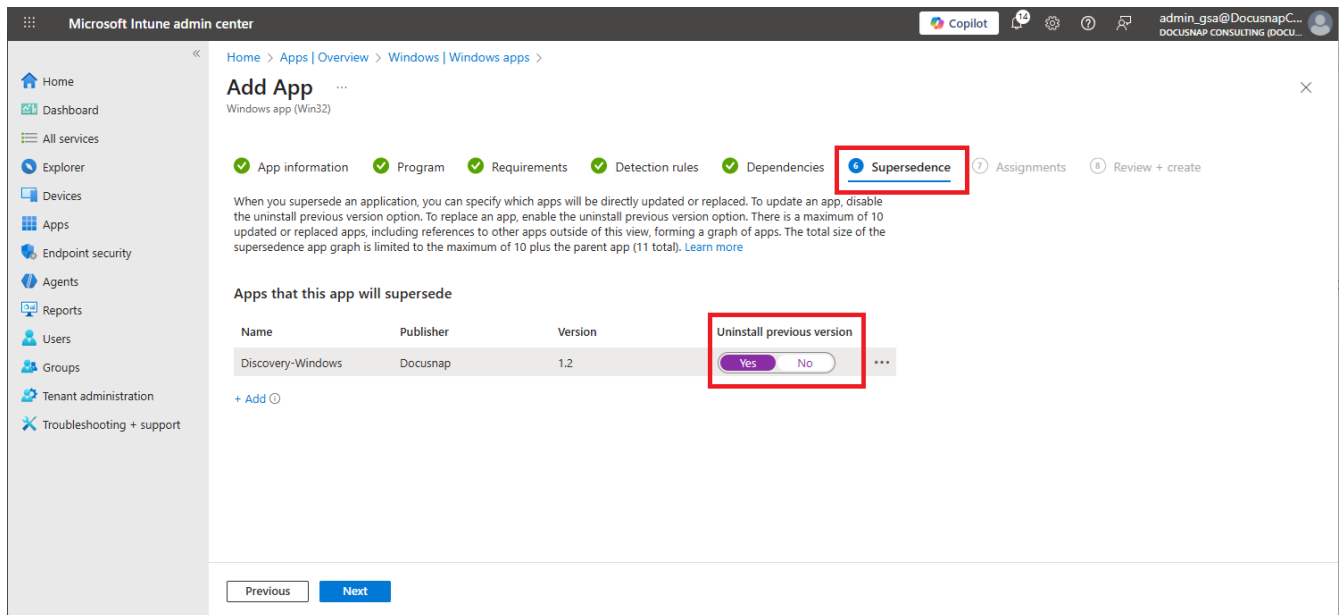 Microsoft Intune admin center
Copilot
14
admin_gsa@DocusnapC...
DOCUSNAP CONSULTING (DOCU...
«
Home
Dashboard
All services
Explorer
Devices
Apps
Endpoint security
Agents
Reports
Users
Groups
Tenant administration
Troubleshooting + support
Home > Apps | Overview > Windows | Windows apps >
Add App ...
Windows app (Win32)
App information
Program
Requirements
Detection rules
Dependencies
6 Supersedence
7 Assignments
8 Review + create
When you supersede an application, you can specify which apps will be directly updated or replaced. To update an app, disable
the uninstall previous version option. To replace an app, enable the uninstall previous version option. There is a maximum of 10
updated or replaced apps, including references to other apps outside of this view, forming a graph of apps. The total size of the
supersedence app graph is limited to the maximum of 10 plus the parent app (11 total). Learn more
Apps that this app will supersede
Name Publisher Version Uninstall previous version
Discovery-Windows Docusnap 1.2 Yes No ...
+ Add
Previous Next